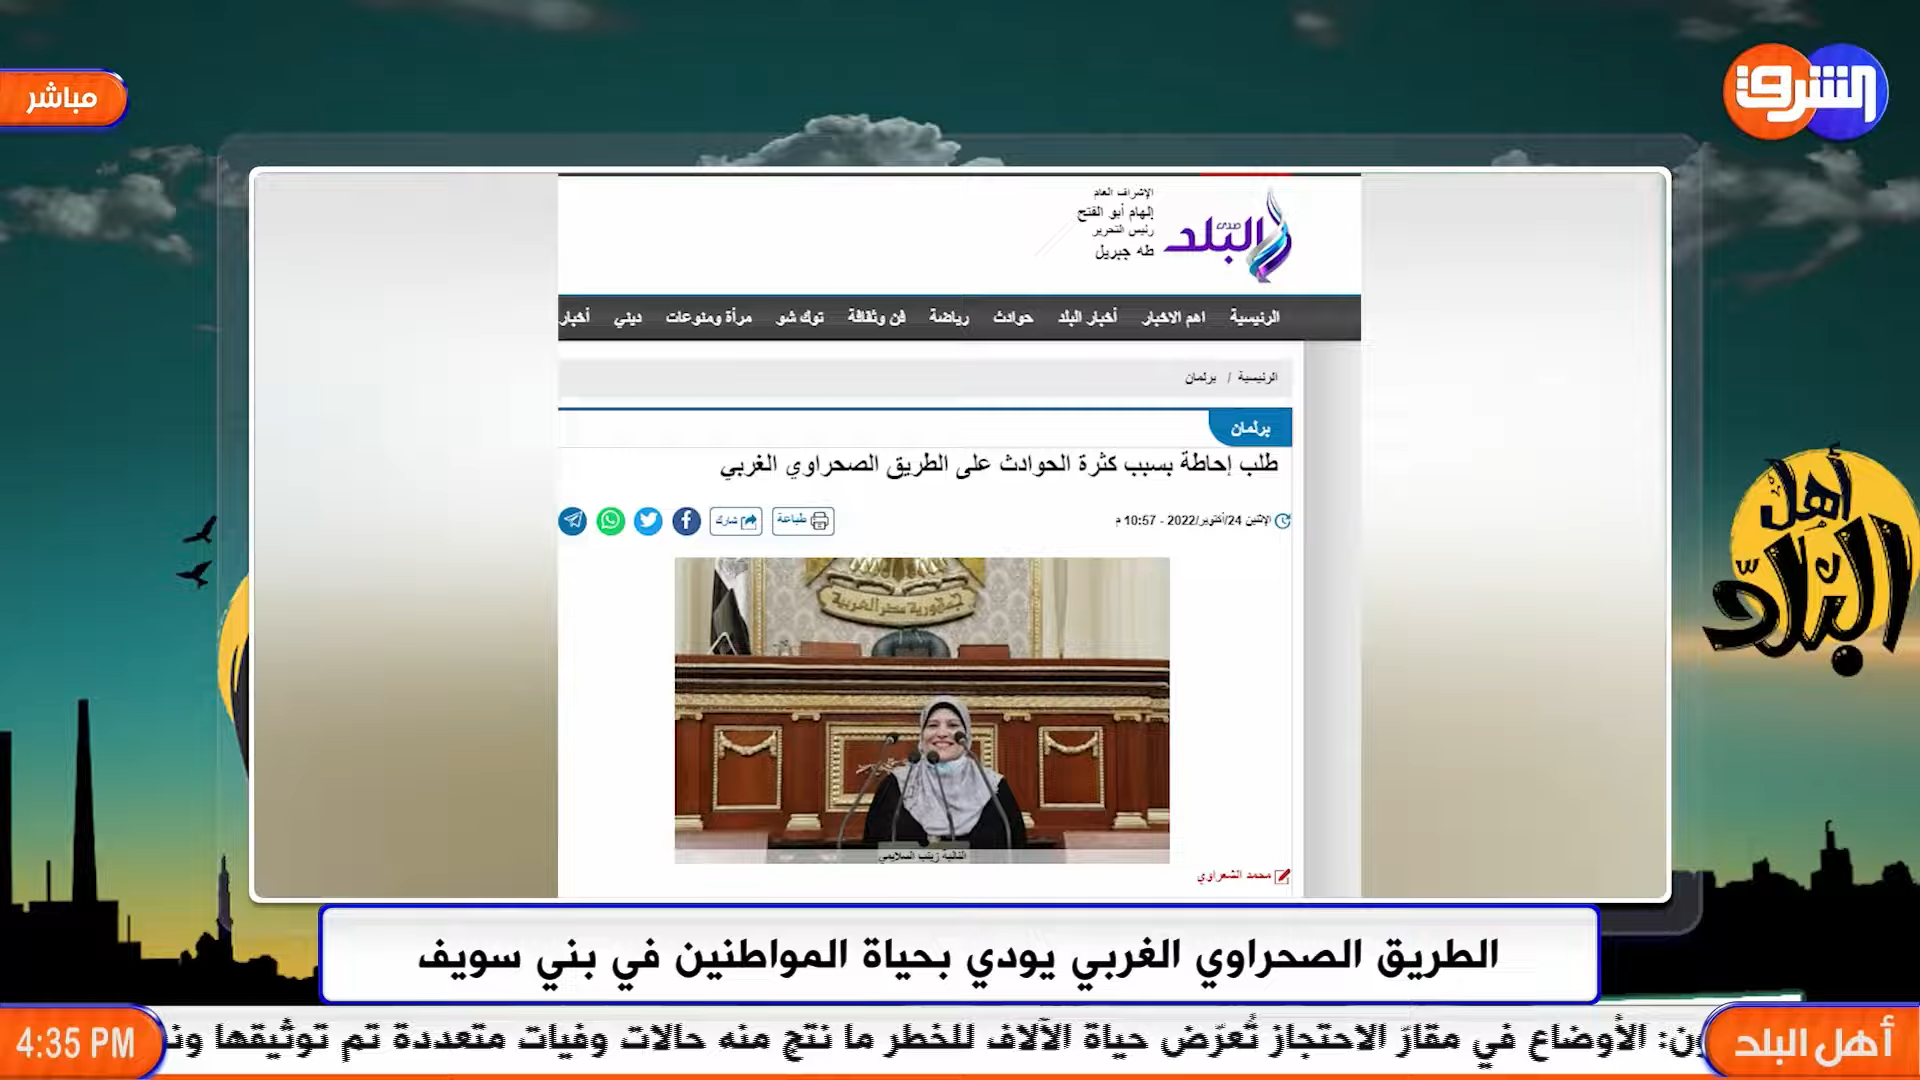 مباشر
الشرق
الإشراف العام
إلهام أبو الفتح
رئيس التحرير
طه جبريل
صدى البلد
الرئيسية اهم الاخبار أخبار البلد حوادث رياضة فن وثقافة توك شو مرأة ومنوعات ديني أخبار
الرئيسية / برلمان
برلمان
طلب إحاطة بسبب كثرة الحوادث على الطريق الصحراوي الغربي
الإثنين 24/أكتوبر/2022 - 10:57 م
طباعة
شارك
جمهورية مصر العربية
النائبة زينب السلايمي
محمد الشعراوي
أهل البلد
الطريق الصحراوي الغربي يودي بحياة المواطنين في بني سويف
أهل البلد
ون: الأوضاع في مقارّ الاحتجاز تُعرّض حياة الآلاف للخطر ما نتج منه حالات وفيات متعددة تم توثيقها ونـ
4:35 PM